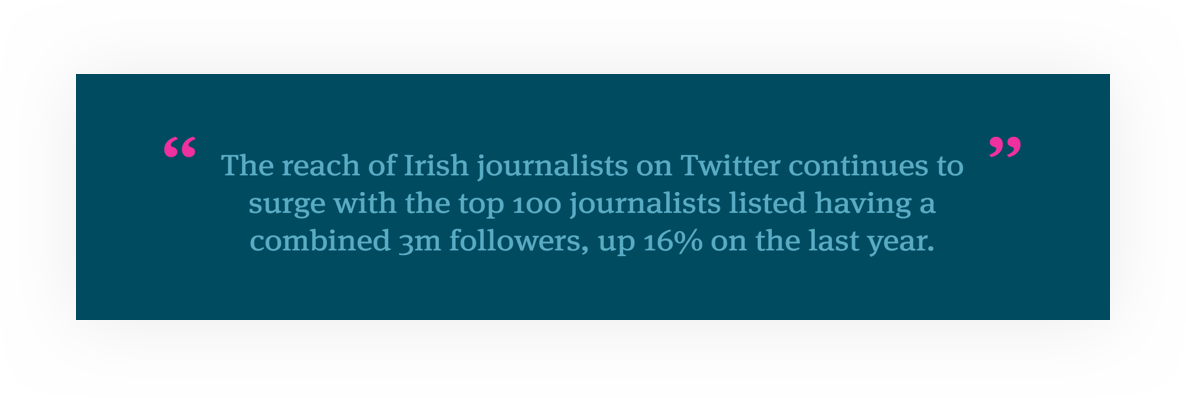 “ The reach of Irish journalists on Twitter continues to ”
surge with the top 100 journalists listed having a
combined 3m followers, up 16% on the last year.